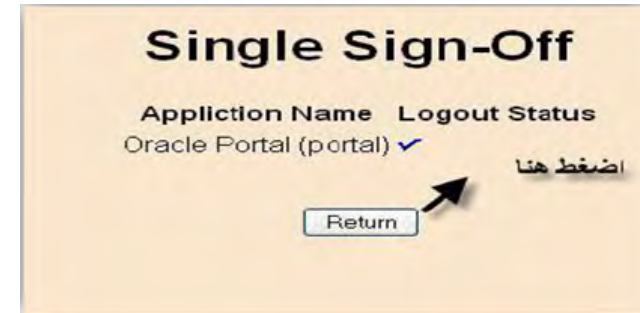 Single Sign-Off
Appliction Name Logout Status
Oracle Portal (portal)
اضغط هنا
Return